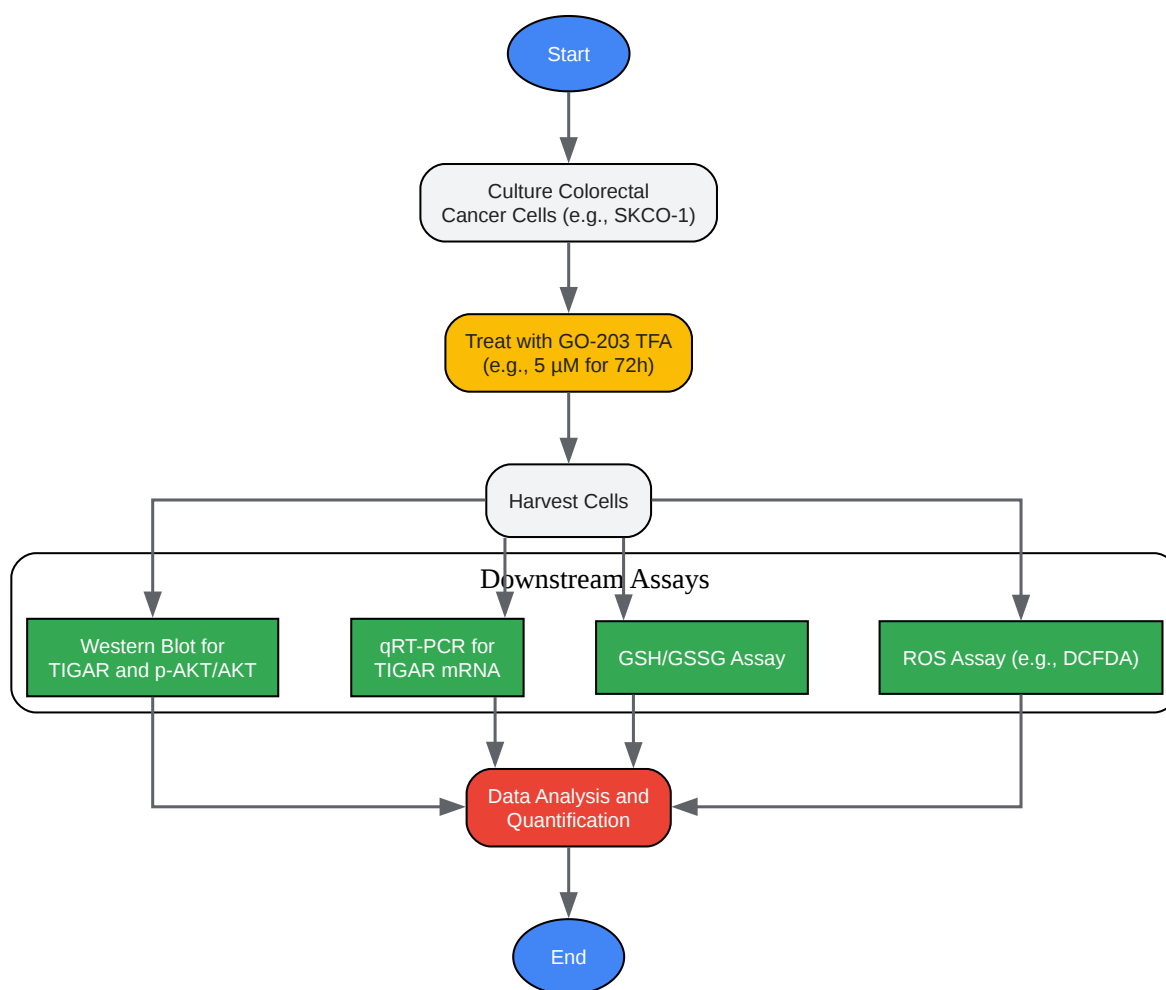 Start
Culture Colorectal
Cancer Cells (e.g., SKCO-1)
Treat with GO-203 TFA
(e.g., 5 µM for 72h)
Harvest Cells
Downstream Assays
Western Blot for
TIGAR and p-AKT/AKT
qRT-PCR for
TIGAR mRNA
GSH/GSSG Assay
ROS Assay (e.g., DCFDA)
Data Analysis and
Quantification
End